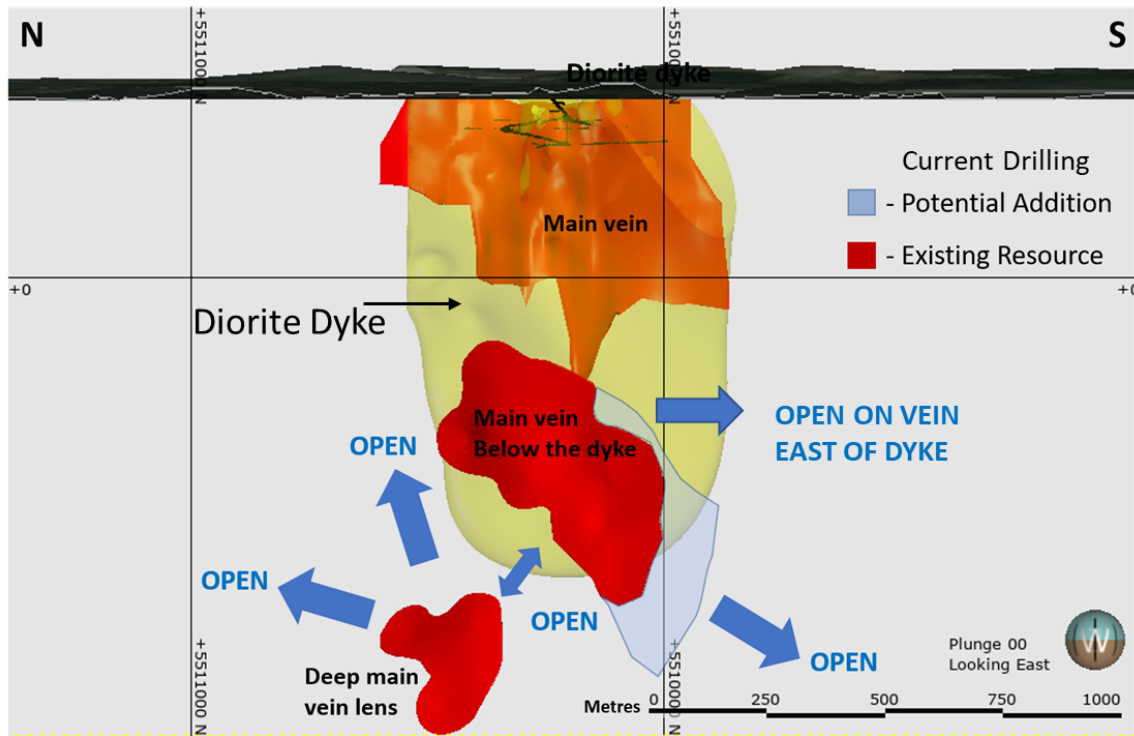 N
S
+5511000 N
+5510000 N
Diorite dyke
Current Drilling
- Potential Addition
- Existing Resource
Main vein
+0
+0
Diorite Dyke
Main vein
Below the dyke
OPEN ON VEIN
EAST OF DYKE
OPEN
OPEN
OPEN
OPEN
Plunge 00
Looking East
W
Deep main
vein lens
Metres
0
250
500
750
1000
+5511000 N
+5510000 N